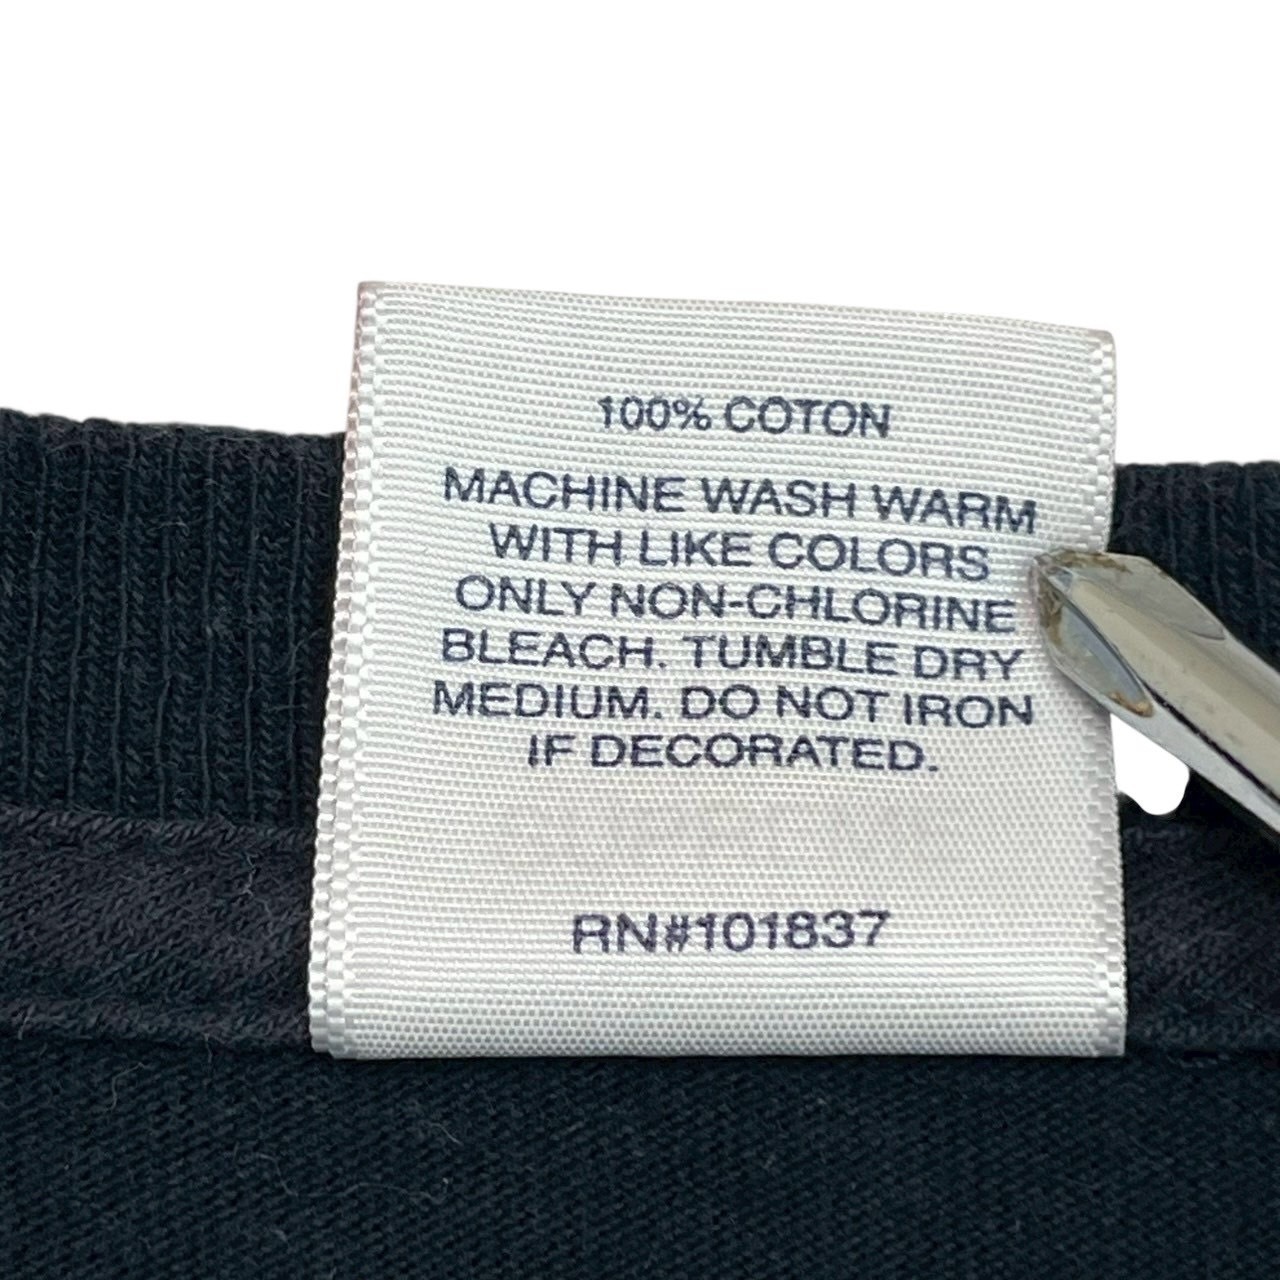 100% COTON
MACHINE WASH WARM
WITH LIKE COLORS
ONLY NON-CHLORINE
BLEACH. TUMBLE DRY
MEDIUM. DO NOT IRON
IF DECORATED.
RN#101837